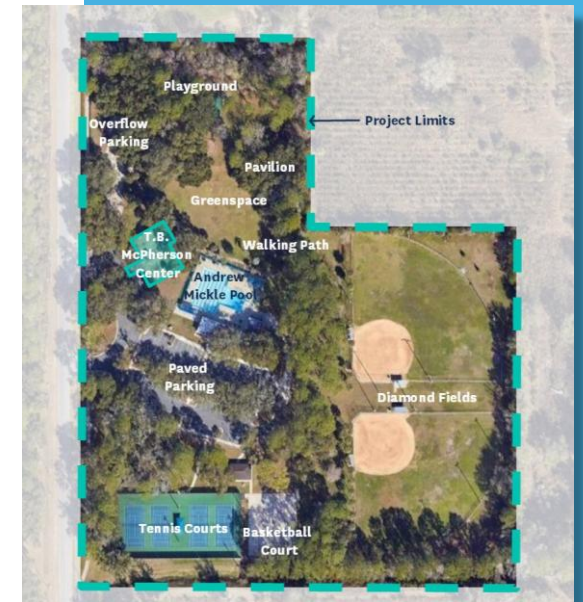 Playground
Project Limits
Overflow
Parking
Pavilion
Greenspace
T.B.
McPherson
Center
Walking Path
Andrew
Mickle Pool
Paved
Parking
Diamond Fields
Tennis Courts
Basketball
Court